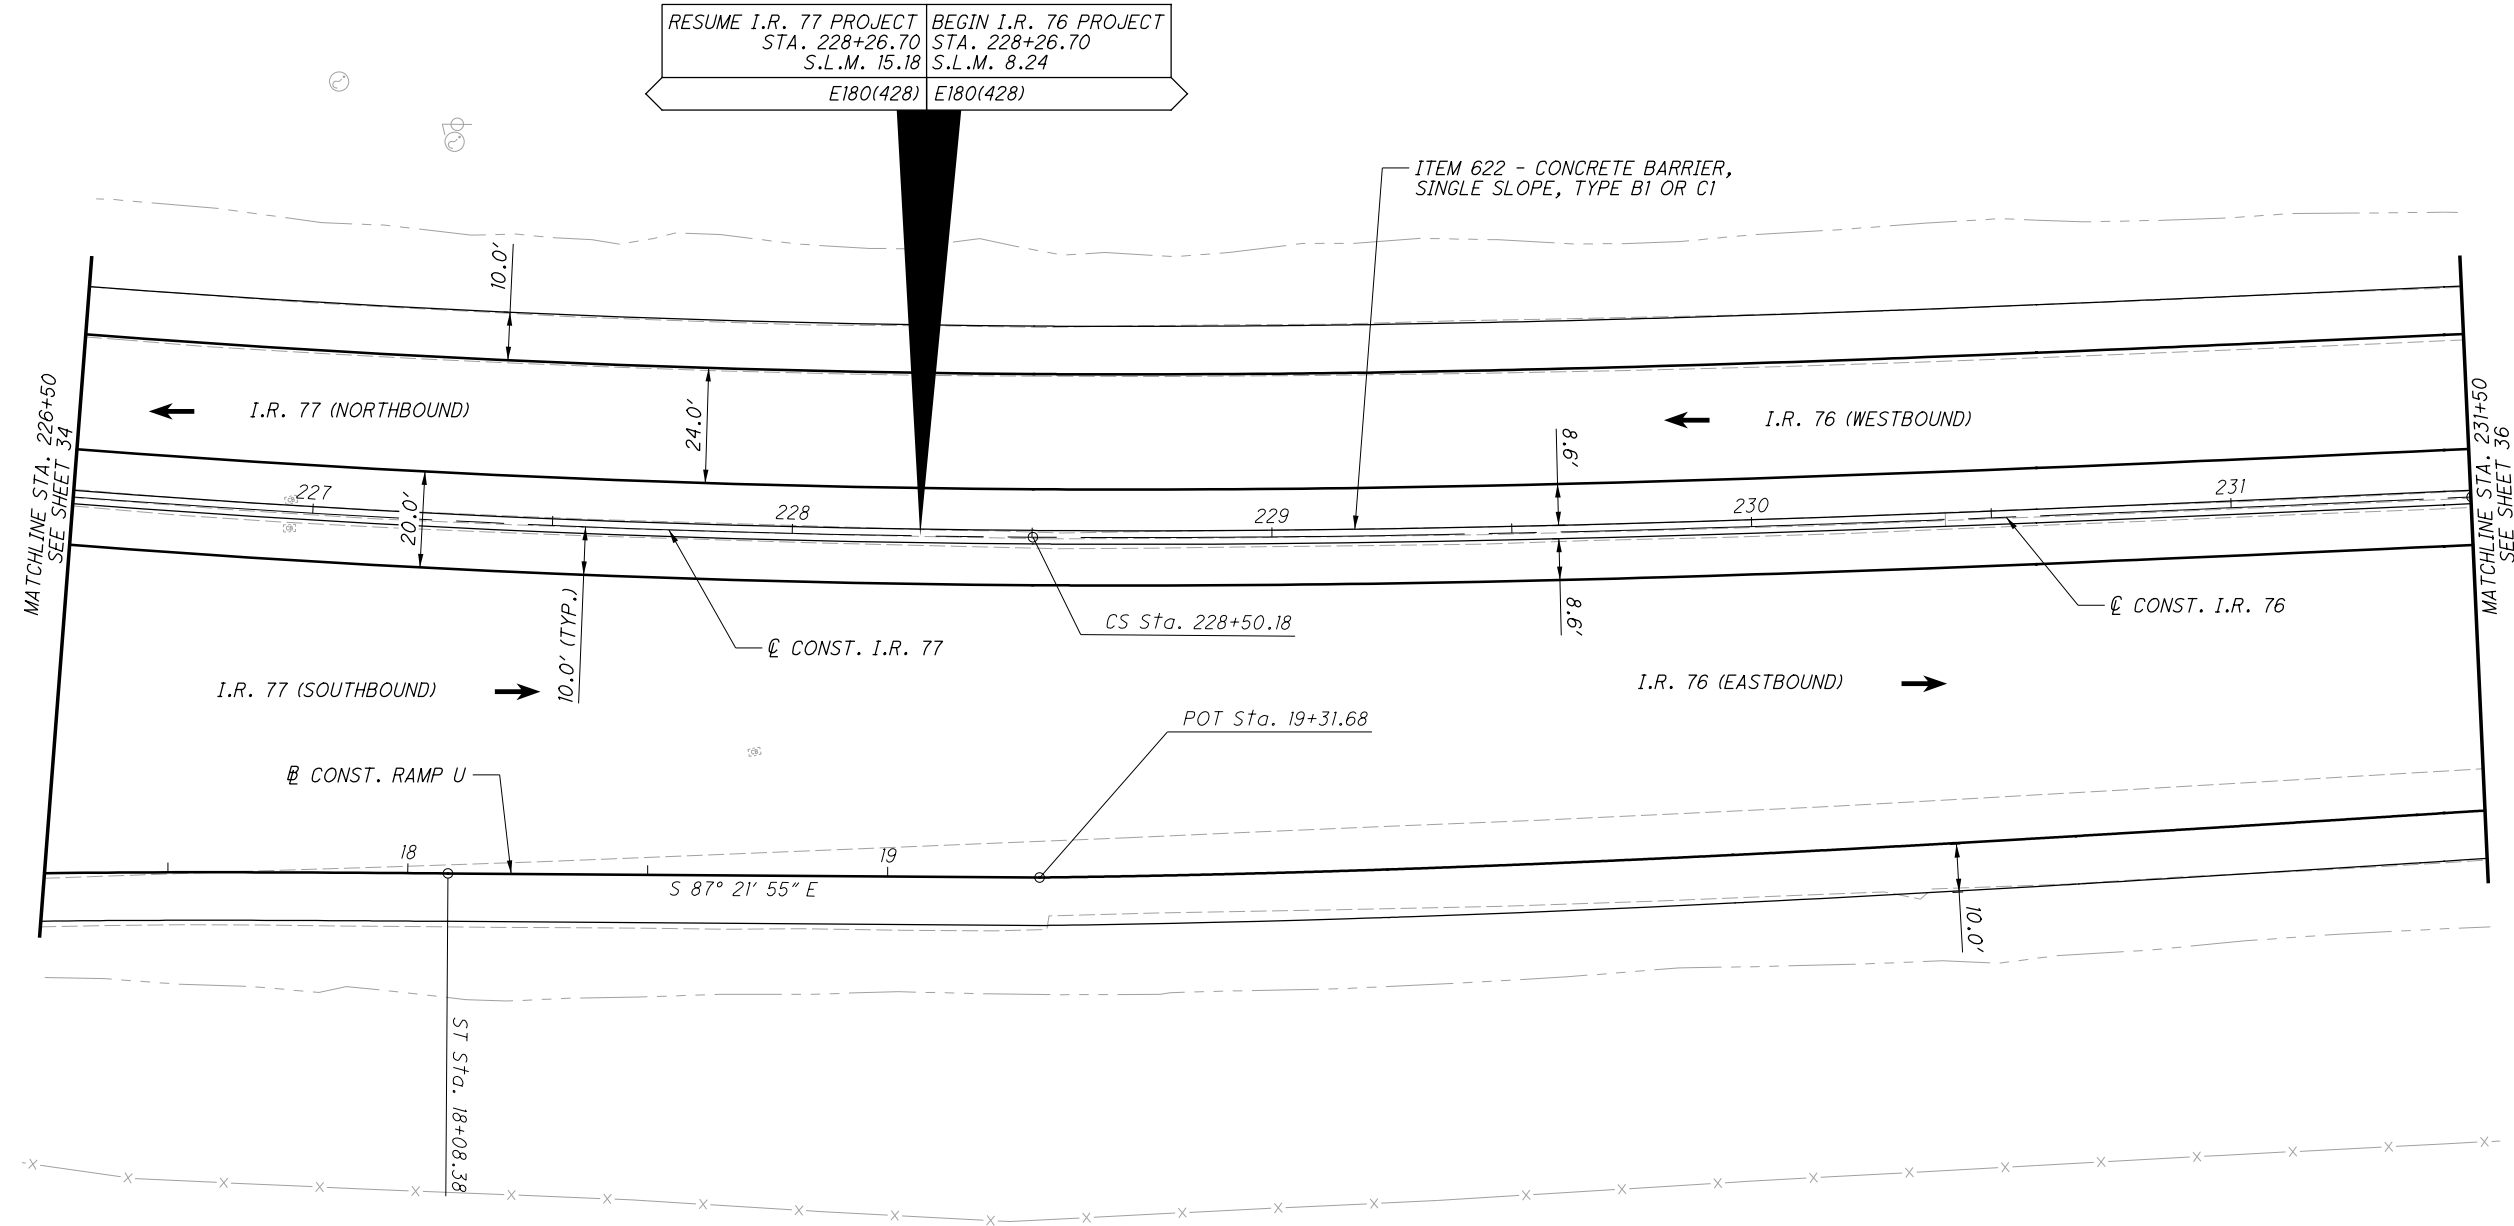 RESUME I.R. 77 PROJECT
STA. 228+26.70
S.L.M. 15.18
E180(428)
BEGIN I.R. 76 PROJECT
STA. 228+26.70
S.L.M. 8.24
E180(428)
ITEM 622 - CONCRETE BARRIER,
SINGLE SLOPE, TYPE B1 OR C1
10.0'
MATCHLINE STA. 226+50
SEE SHEET 34
I.R. 77 (NORTHBOUND)
24.0'
I.R. 76 (WESTBOUND)
8.6'
MATCHLINE STA. 231+50
SEE SHEET 36
227
20.0'
228
229
230
231
10.0' (TYP.)
℄ CONST. I.R. 77
CS Sta. 228+50.18
8.6'
℄ CONST. I.R. 76
I.R. 77 (SOUTHBOUND)
I.R. 76 (EASTBOUND)
POT Sta. 19+31.68
BL CONST. RAMP U
18
19
S 87° 21' 55" E
10.0'
ST Sta. 18+08.38